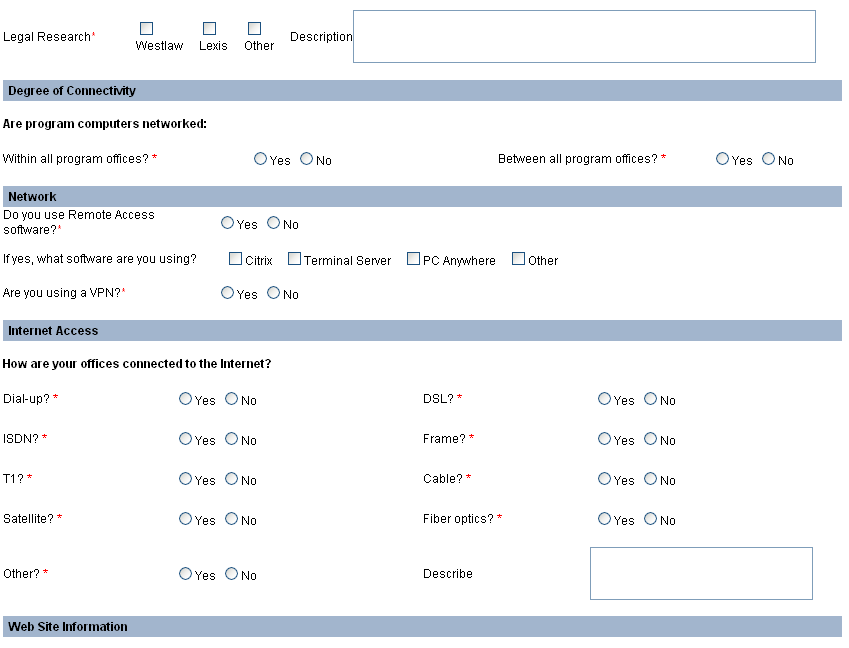 Legal Research* Westlaw Lexis Other Description
Degree of Connectivity
Are program computers networked:
Within all program offices? * Yes No Between all program offices? * Yes No
Network
Do you use Remote Access
software?* Yes No
If yes, what software are you using? Citrix Terminal Server PC Anywhere Other
Are you using a VPN?* Yes No
Internet Access
How are your offices connected to the Internet?
Dial-up? * Yes No DSL? * Yes No
ISDN? * Yes No Frame? * Yes No
T1? * Yes No Cable? * Yes No
Satellite? * Yes No Fiber optics? * Yes No
Other? * Yes No Describe
Web Site Information